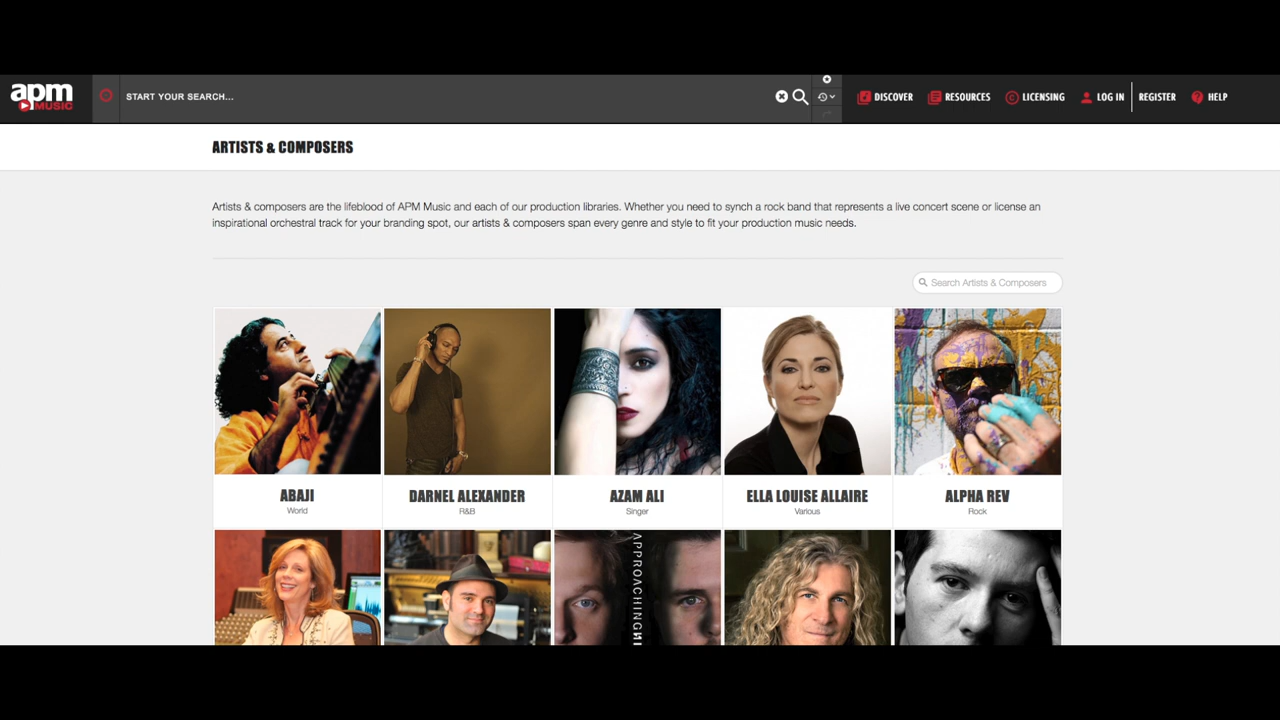 apm MUSIC
START YOUR SEARCH...
DISCOVER
RESOURCES
LICENSING
LOG IN
REGISTER
HELP
ARTISTS & COMPOSERS
Artists & composers are the lifeblood of APM Music and each of our production libraries. Whether you need to synch a rock band that represents a live concert scene or license an
inspirational orchestral track for your branding spot, our artists & composers span every genre and style to fit your production music needs.
Search Artists & Composers
ABAJI
World
DARNEL ALEXANDER
R&B
AZAM ALI
Singer
ELLA LOUISE ALLAIRE
Various
ALPHA REV
Rock
APPROACHING